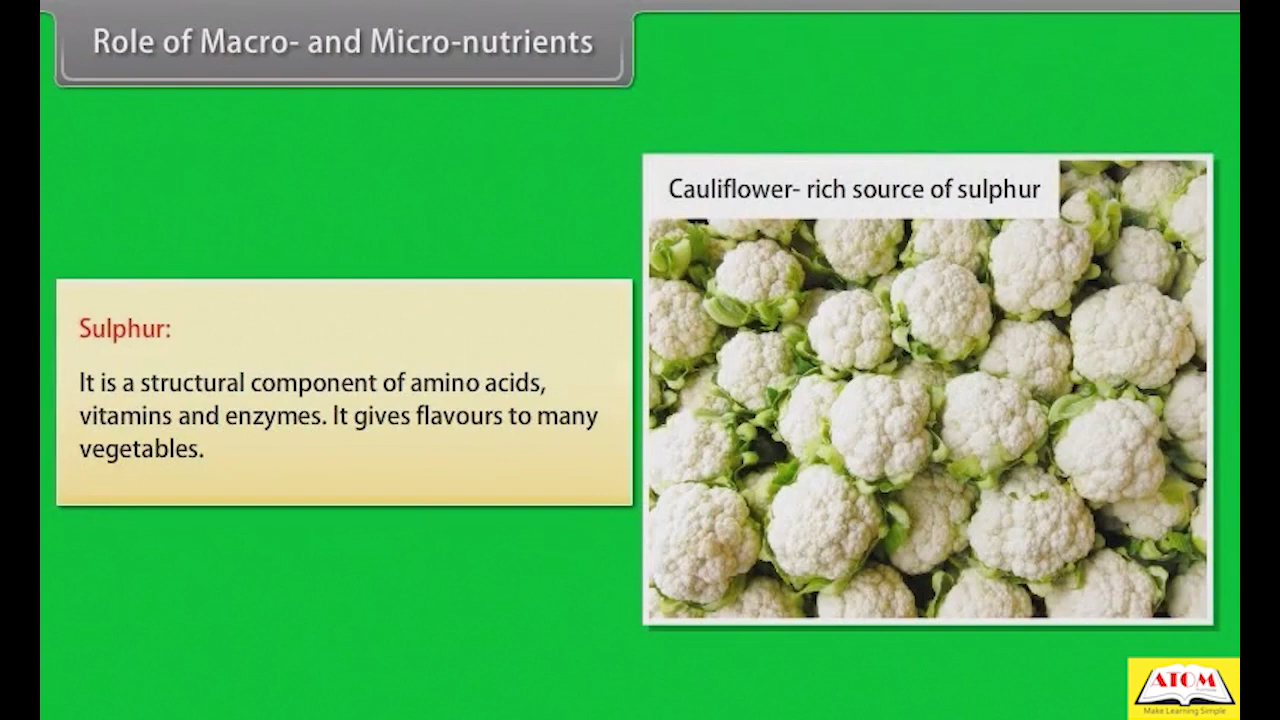 Role of Macro- and Micro-nutrients
Cauliflower- rich source of sulphur
Sulphur:
It is a structural component of amino acids,
vitamins and enzymes. It gives flavours to many
vegetables.
ATOM
Make Learning Simple